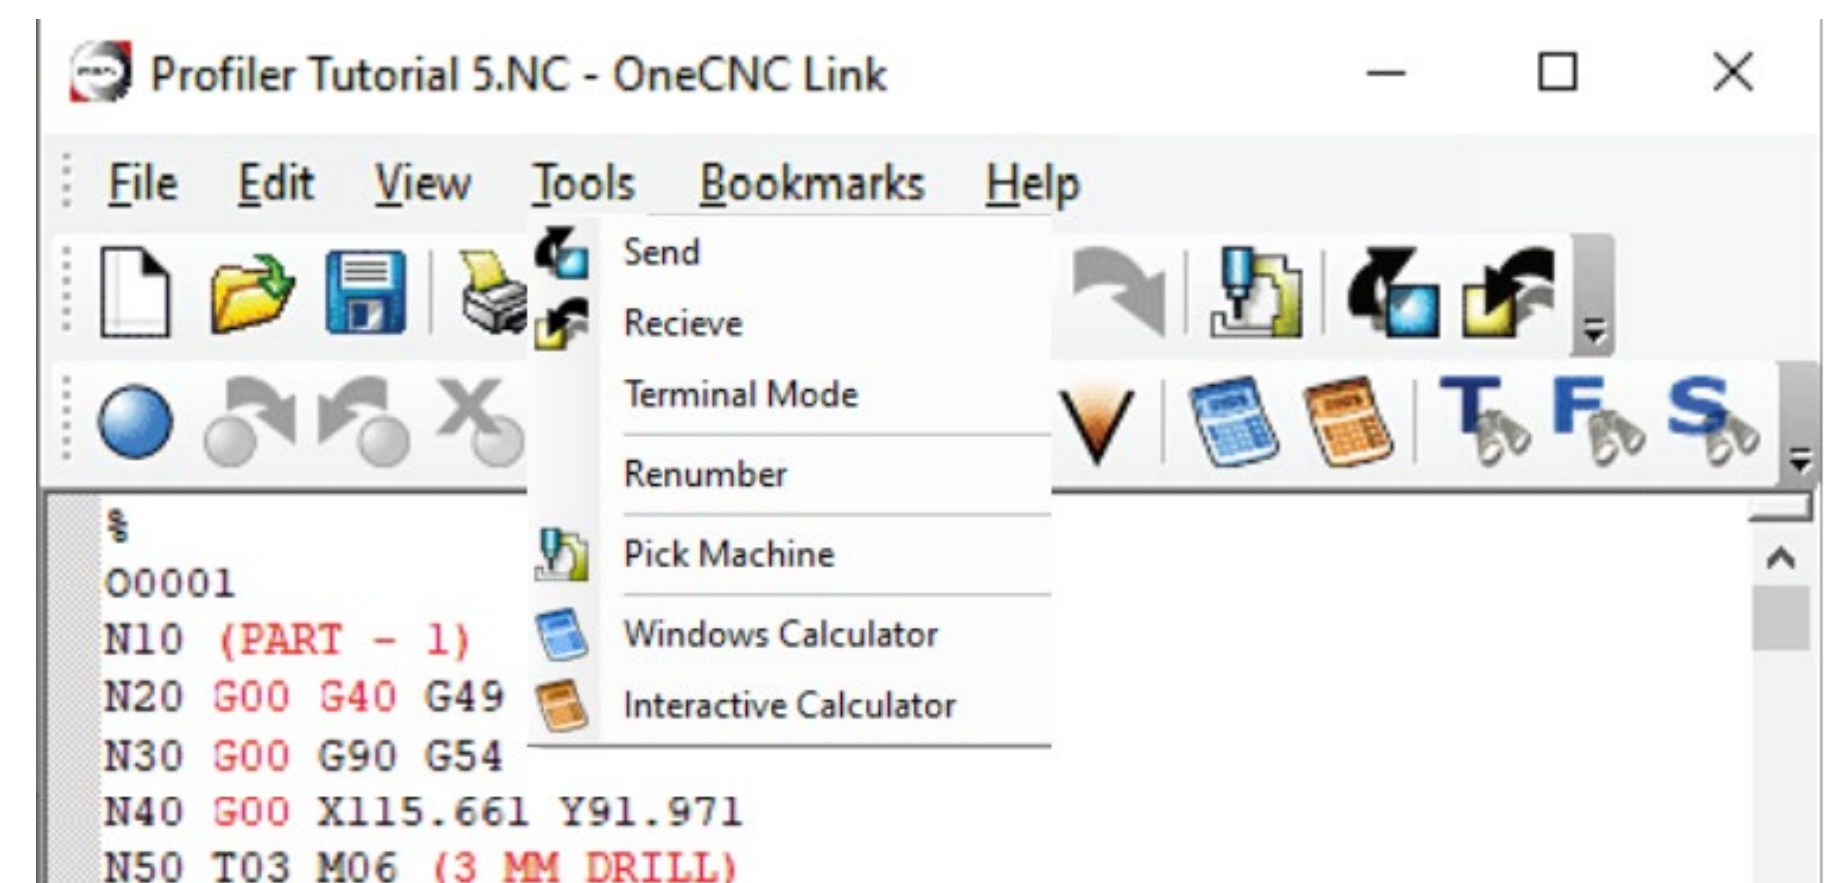 Profiler Tutorial 5.NC - OneCNC Link
File Edit View Tools Bookmarks Help
Send
Recieve
Terminal Mode
Renumber
Pick Machine
Windows Calculator
Interactive Calculator
T F S
%
O0001
N10 (PART - 1)
N20 G00 G40 G49
N30 G00 G90 G54
N40 G00 X115.661 Y91.971
N50 T03 M06 (3 MM DRILL)